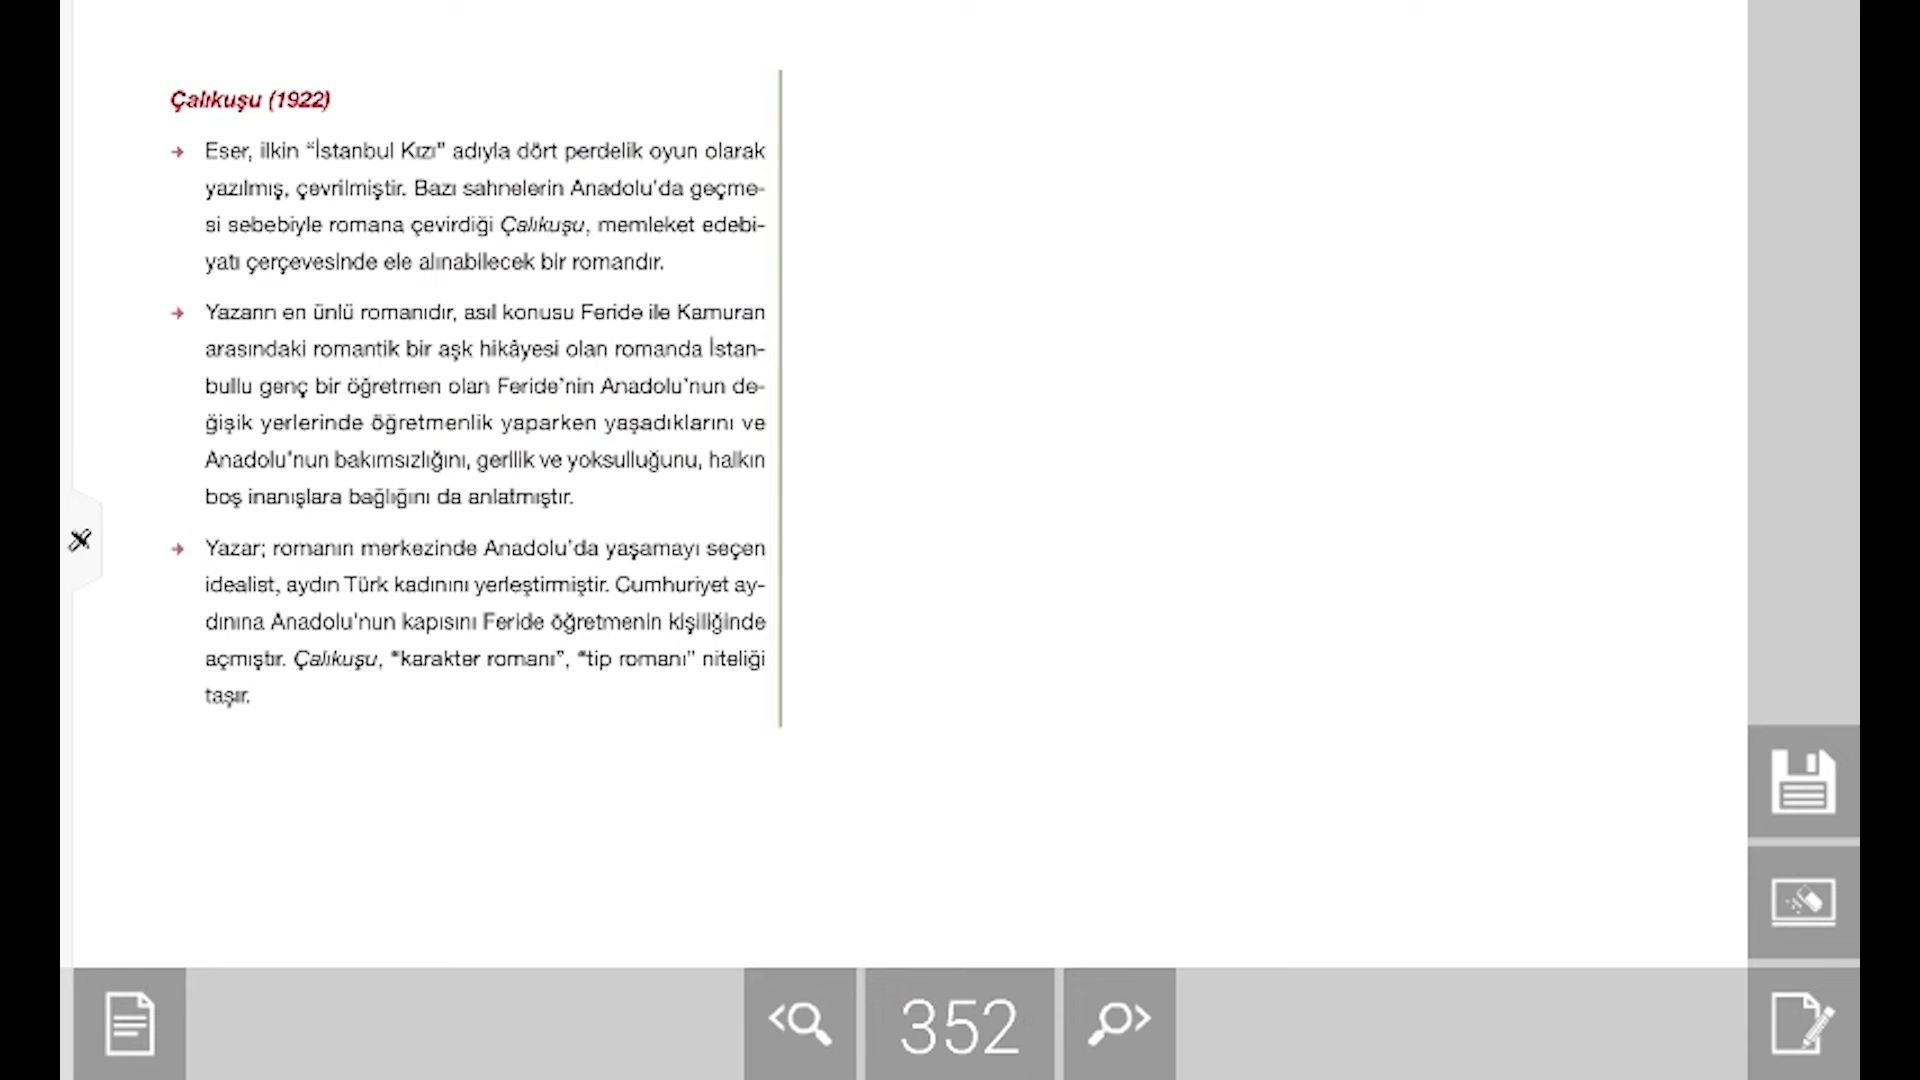 Çalıkuşu (1922)
→ Eser, ilkin “İstanbul Kızı” adıyla dört perdelik oyun olarak
yazılmış, çevrilmiştir. Bazı sahnelerin Anadolu’da geçme-
si sebebiyle romana çevirdiği Çalıkuşu, memleket edebi-
yatı çerçevesinde ele alınabilecek bir romandır.
→ Yazarın en ünlü romanıdır, asıl konusu Feride ile Kamuran
arasındaki romantik bir aşk hikâyesi olan romanda İstan-
bullu genç bir öğretmen olan Feride’nin Anadolu’nun de-
ğişik yerlerinde öğretmenlik yaparken yaşadıklarını ve
Anadolu’nun bakımsızlığını, gerilik ve yoksulluğunu, halkın
boş inanışlara bağlığını da anlatmıştır.
→ Yazar; romanın merkezinde Anadolu’da yaşamayı seçen
idealist, aydın Türk kadınını yerleştirmiştir. Cumhuriyet ay-
dınına Anadolu’nun kapısını Feride öğretmenin kişiliğinde
açmıştır. Çalıkuşu, “karakter romanı”, “tip romanı” niteliği
taşır.
352